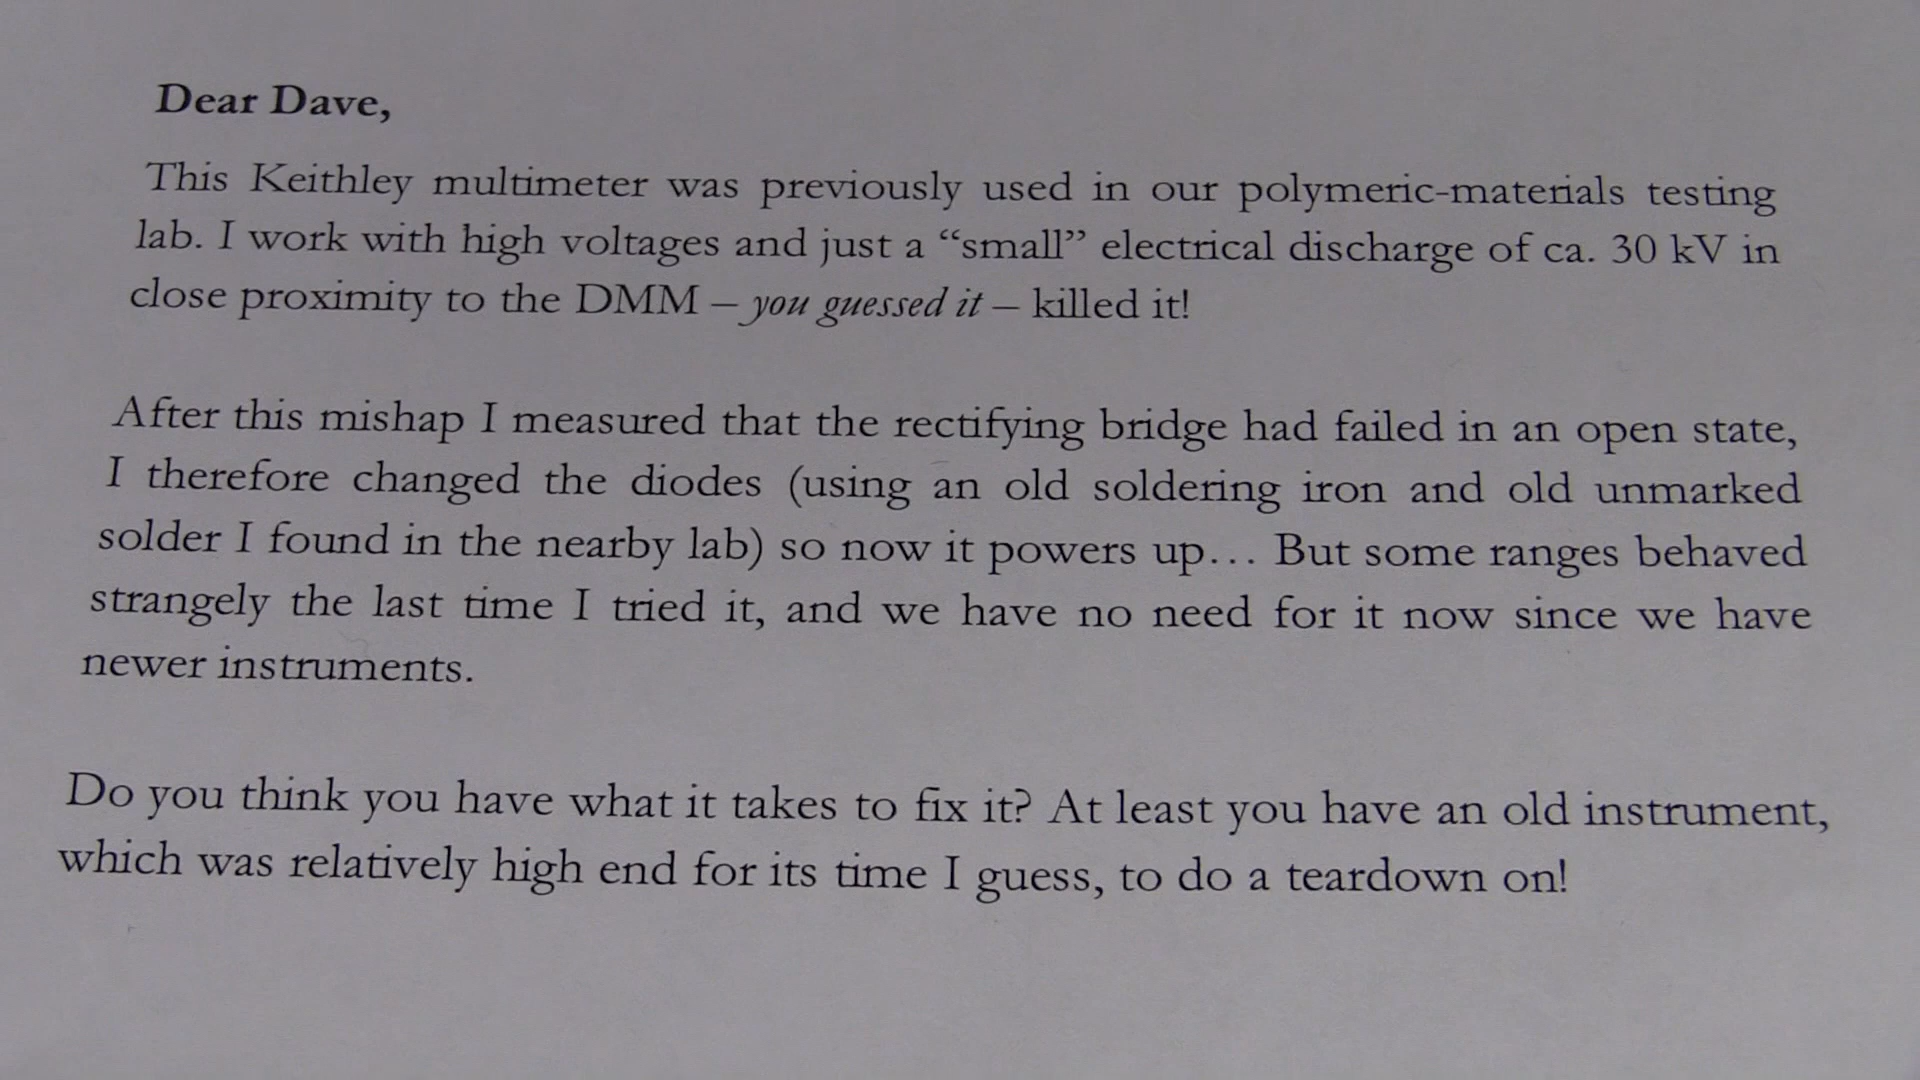 Dear Dave,
This Keithley multimeter was previously used in our polymeric-materials testing
lab. I work with high voltages and just a “small” electrical discharge of ca. 30 kV in
close proximity to the DMM – you guessed it – killed it!
After this mishap I measured that the rectifying bridge had failed in an open state,
I therefore changed the diodes (using an old soldering iron and old unmarked
solder I found in the nearby lab) so now it powers up… But some ranges behaved
strangely the last time I tried it, and we have no need for it now since we have
newer instruments.
Do you think you have what it takes to fix it? At least you have an old instrument,
which was relatively high end for its time I guess, to do a teardown on!